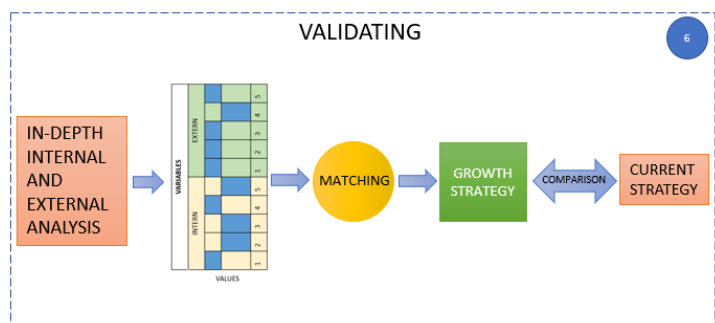 VALIDATING
6
IN-DEPTH
INTERNAL
AND
EXTERNAL
ANALYSIS
VARIABLES
EXTERN
5
4
3
2
1
INTERN
5
4
3
2
1
VALUES
MATCHING
GROWTH
STRATEGY
COMPARISON
CURRENT
STRATEGY